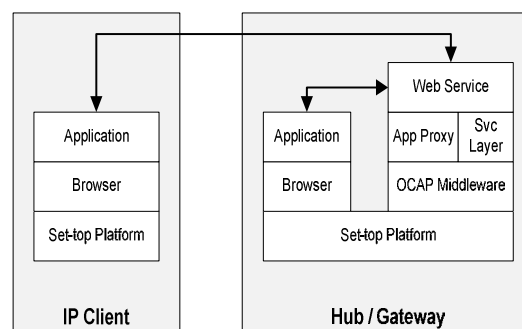 Application
Browser
Set-top Platform
IP Client
Web Service
Application
App Proxy
Svc
Layer
Browser
OCAP Middleware
Set-top Platform
Hub / Gateway